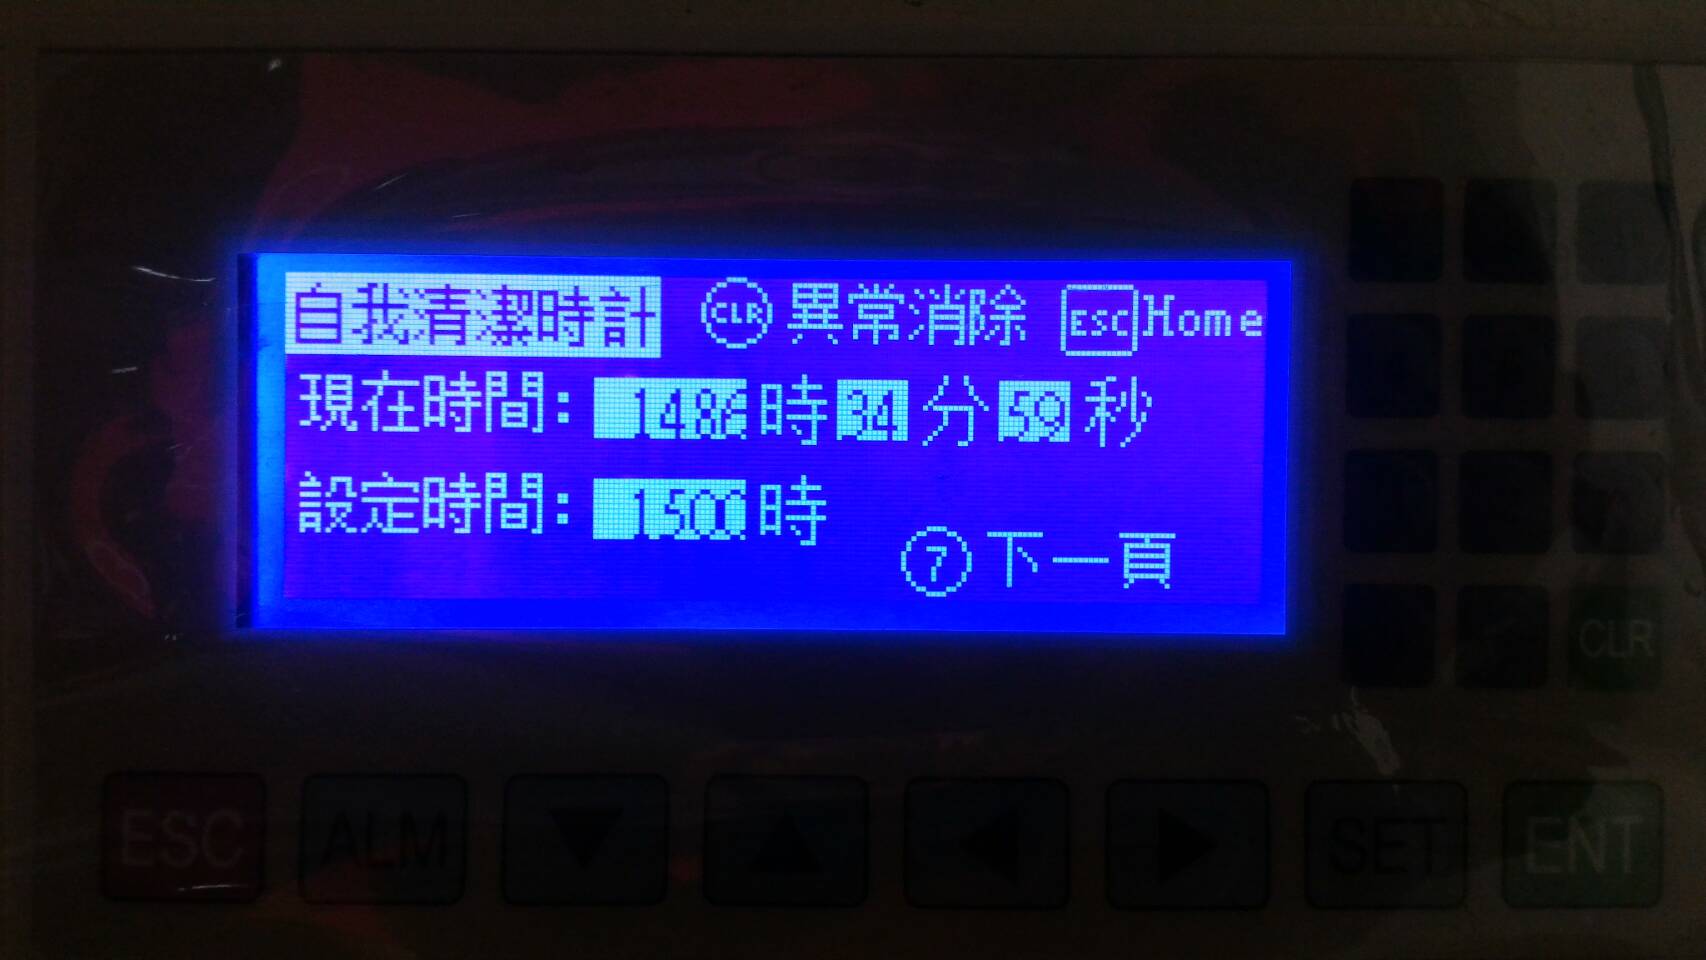 自我清潔時計 CLR 異常消除 ESC Home
現在時間: 1486 時 34 分 59 秒
設定時間: 1500 時
7 下一頁
CLR
ESC ALM ▼ ▲ ◀ ▶ SET ENT